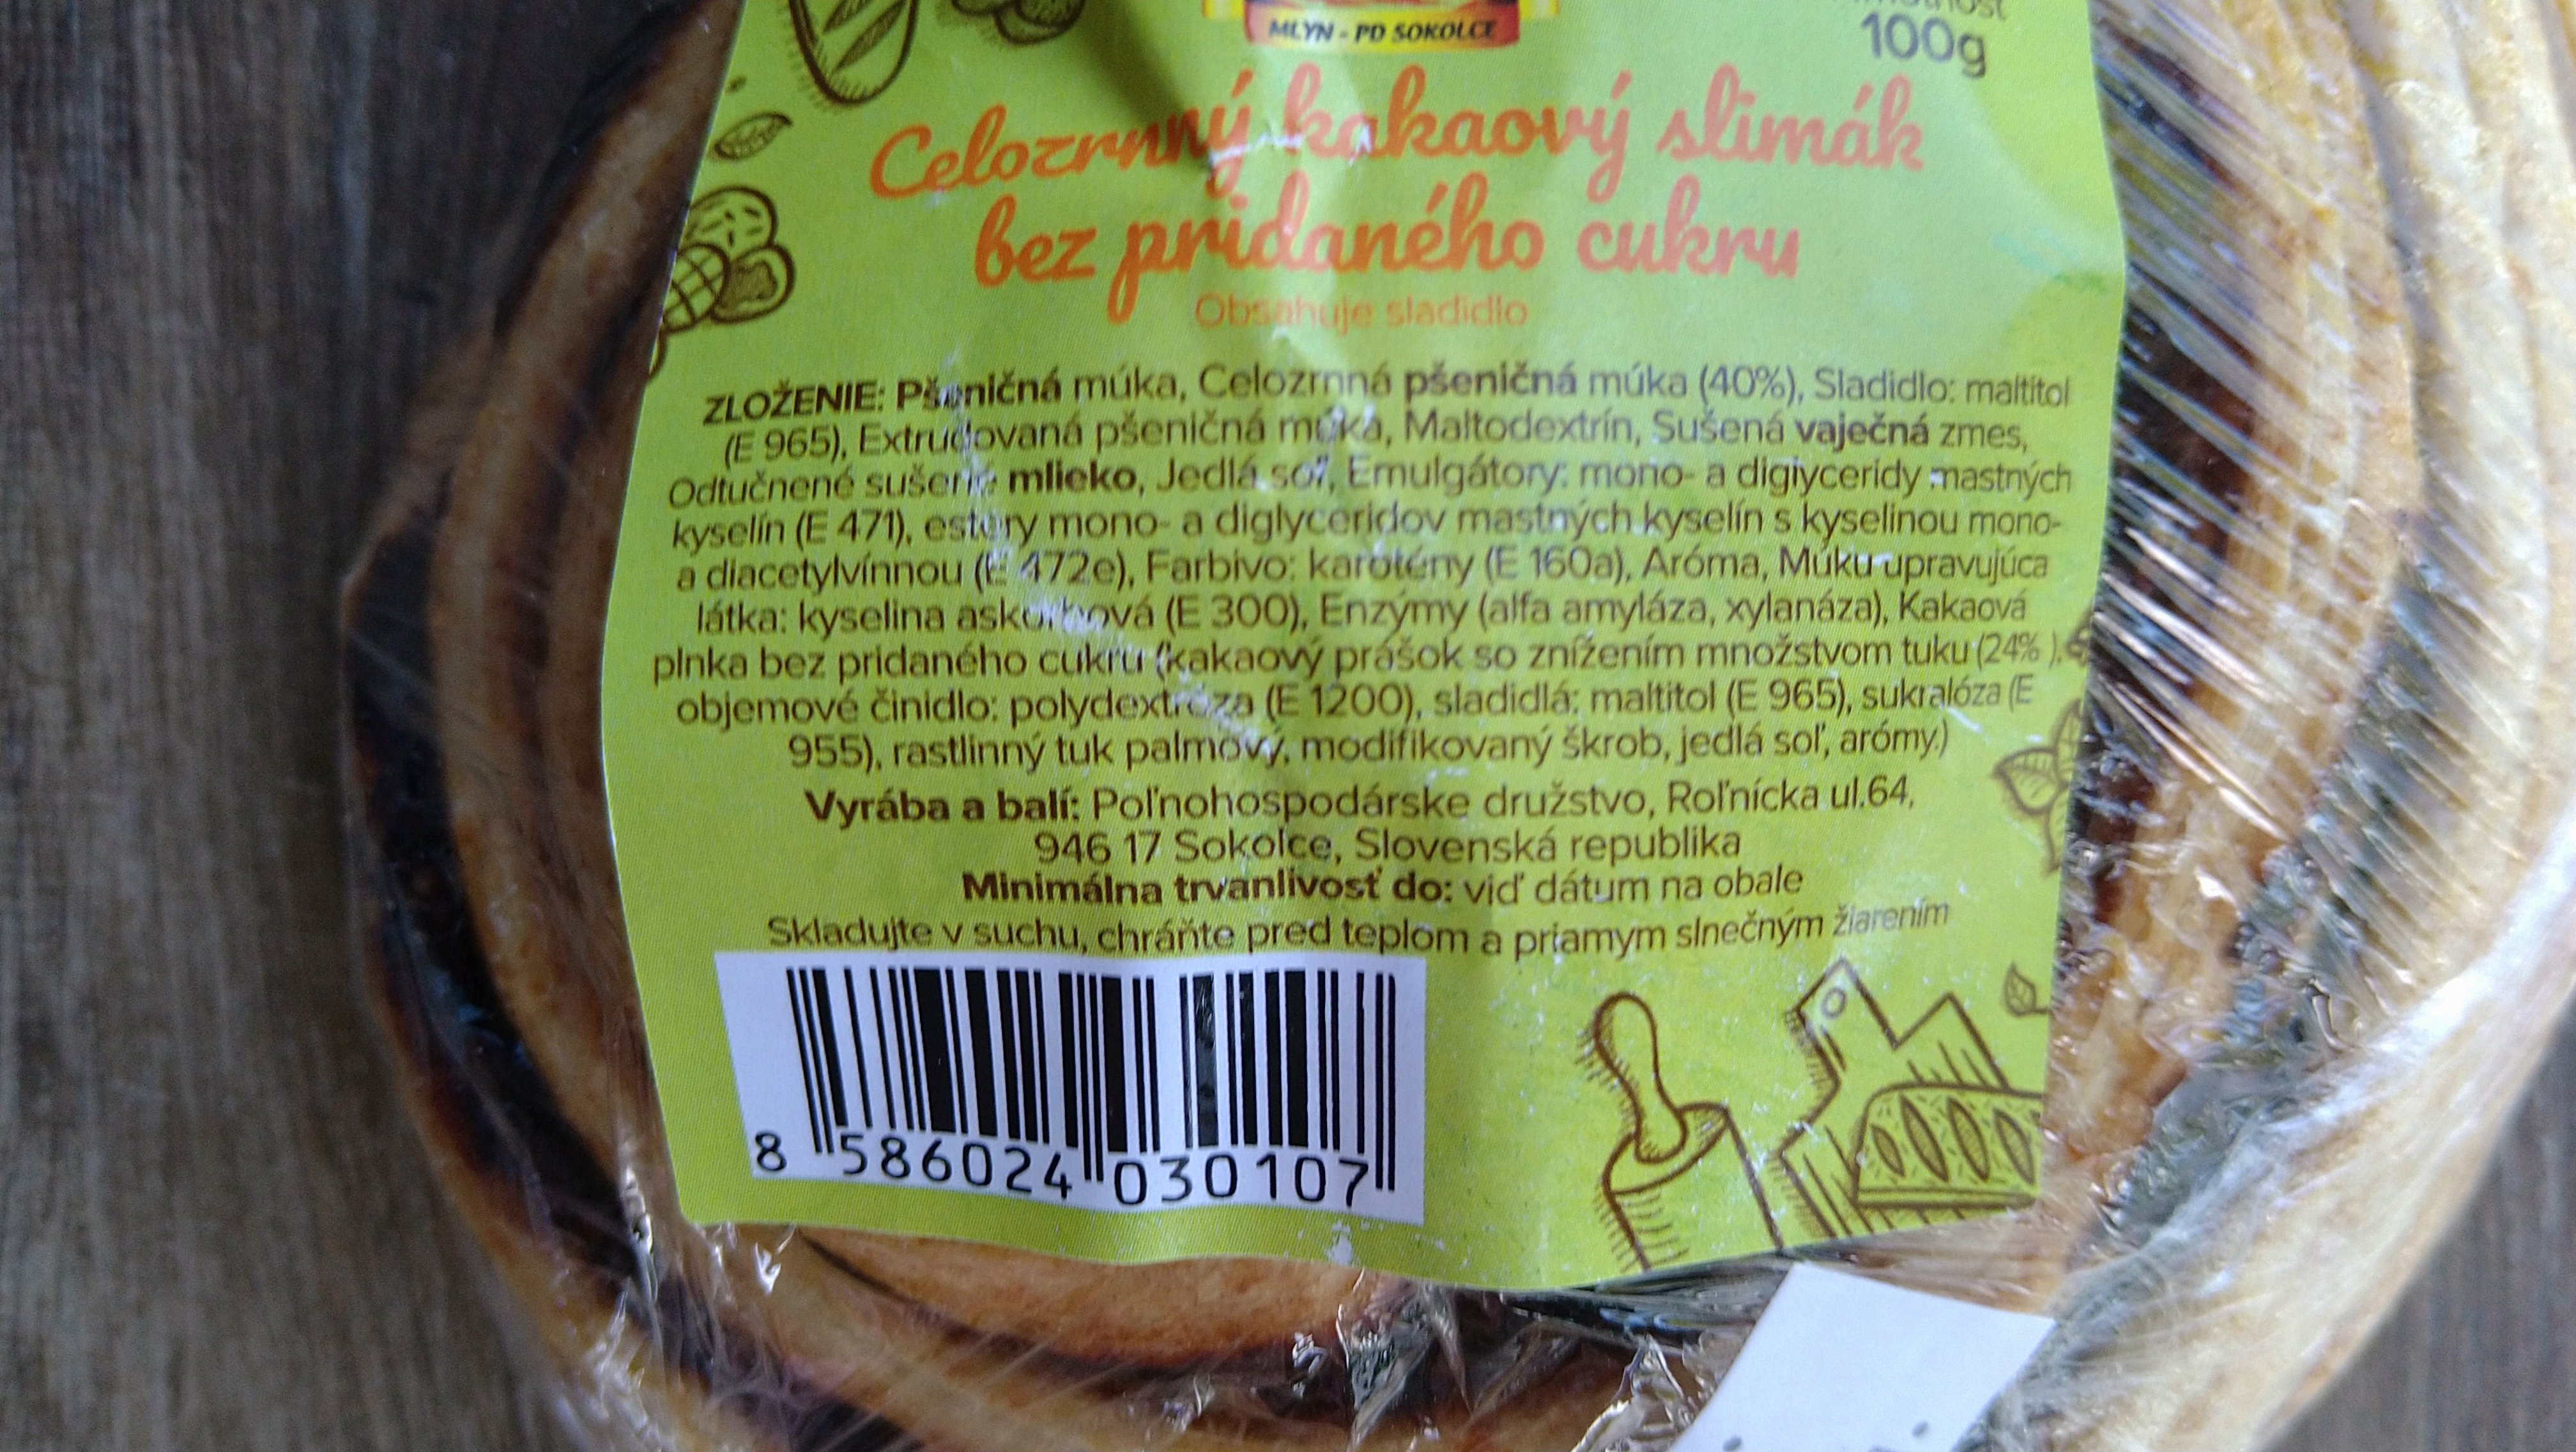 MLYN - PD SOKOLCE
100g
Celozrnný kakaový slimák
bez pridaného cukru
Obsahuje sladidlo
ZLOŽENIE: Pšeničná múka, Celozrnná pšeničná múka (40%), Sladidlo: maltitol
(E 965), Extrudovaná pšeničná múka, Maltodextrín, Sušená vaječná zmes,
Odtučnené sušené mlieko, Jedlá soľ, Emulgátory: mono- a diglyceridy mastných
kyselín (E 471), estery mono- a diglyceridov mastných kyselín s kyselinou mono-
a diacetylvínnou (E 472e), Farbivo: karotény (E 160a), Aróma, Múku upravujúca
látka: kyselina askorbová (E 300), Enzýmy (alfa amyláza, xylanáza), Kakaová
plnka bez pridaného cukru (kakaový prášok so znížením množstvom tuku (24% ),
objemové činidlo: polydextróza (E 1200), sladidlá: maltitol (E 965), sukralóza (E
955), rastlinný tuk palmový, modifikovaný škrob, jedlá soľ, arómy.)
Vyrába a balí: Poľnohospodárske družstvo, Roľnícka ul.64,
946 17 Sokolce, Slovenská republika
Minimálna trvanlivosť do: viď dátum na obale
Skladujte v suchu, chráňte pred teplom a priamym slnečným žiarením
8 586024 030107